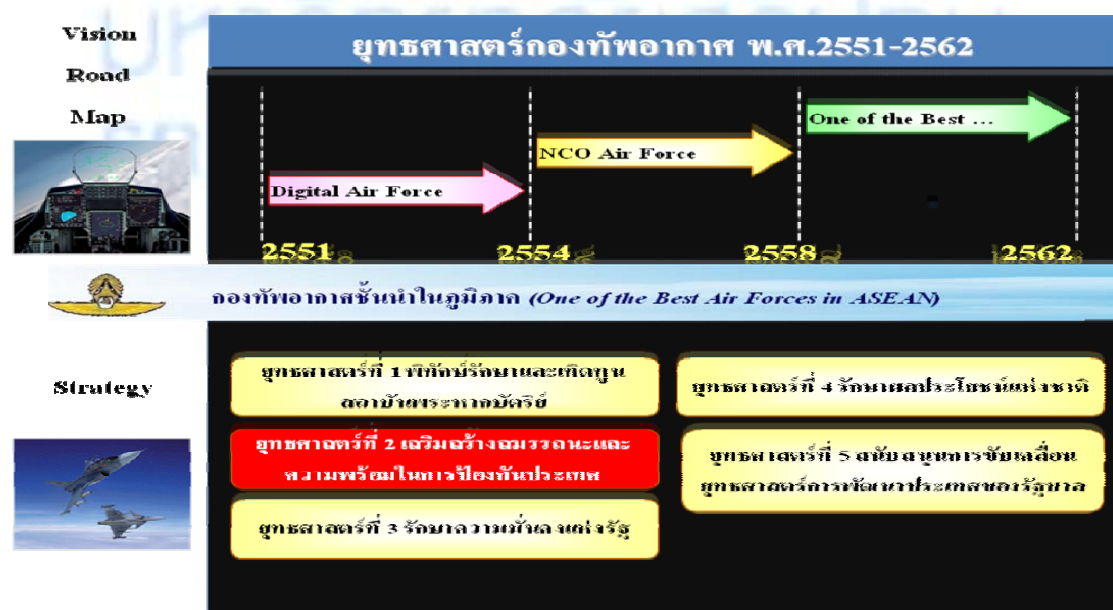 Vision
Road
Map
ยุทธศาสตร์กองทัพอากาศ พ.ศ.2551-2562
One of the Best ...
NCO Air Force
Digital Air Force
2551
2554
2558
2562
กองทัพอากาศชั้นนำในภูมิภาค (One of the Best Air Forces in ASEAN)
Strategy
ยุทธศาสตร์ที่ 1 พิทักษ์รักษาและเทิดทูน
สถาบันพระมหากษัตริย์
ยุทธศาสตร์ที่ 2 เสริมสร้างสมรรถนะและ
ความพร้อมในการป้องกันประเทศ
ยุทธศาสตร์ที่ 3 รักษาความมั่นคงแห่งรัฐ
ยุทธศาสตร์ที่ 4 รักษาผลประโยชน์แห่งชาติ
ยุทธศาสตร์ที่ 5 สนับสนุนการขับเคลื่อน
ยุทธศาสตร์การพัฒนาประเทศของรัฐบาล